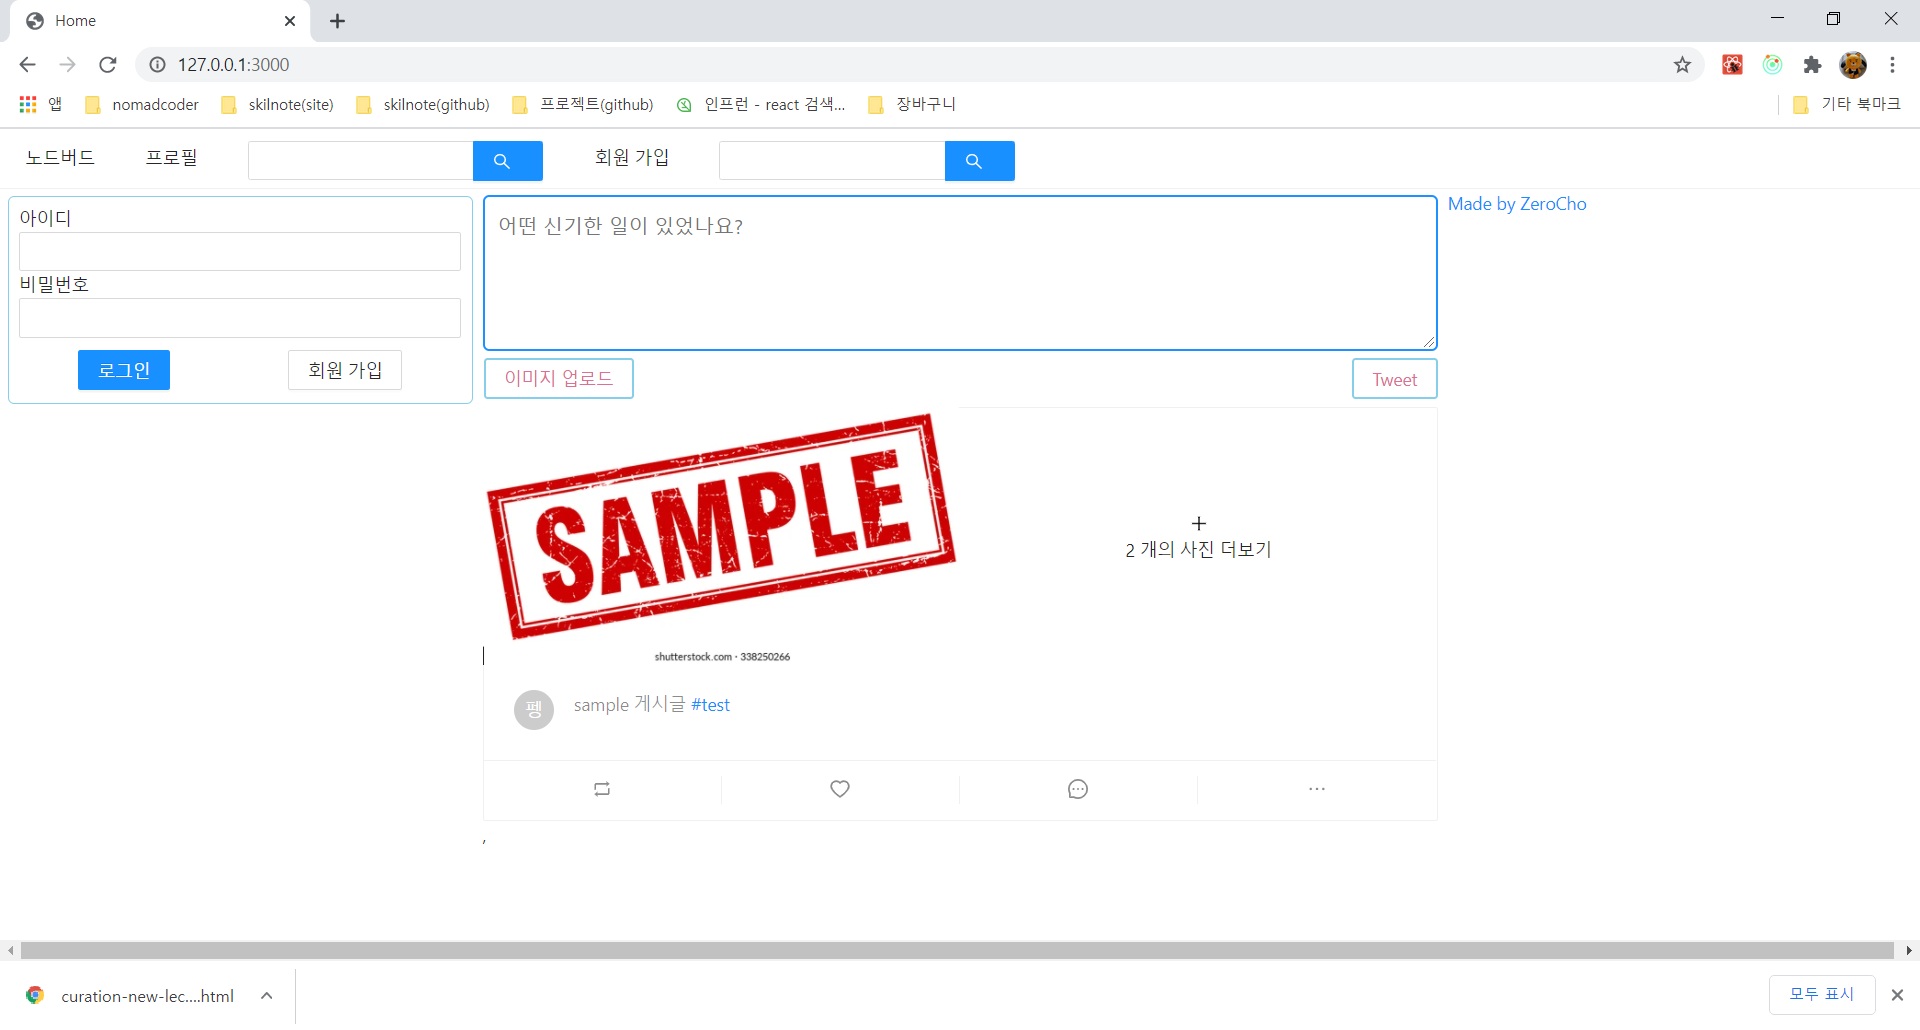 Home
127.0.0.1:3000
앱
nomadcoder
skilnote(site)
skilnote(github)
프로젝트(github)
인프런 - react 검색...
장바구니
기타 북마크
노드버드
프로필
회원 가입
아이디
비밀번호
로그인
회원 가입
어떤 신기한 일이 있었나요?
Made by ZeroCho
이미지 업로드
Tweet
SAMPLE
shutterstock.com · 338250266
2 개의 사진 더보기
펭
sample 게시글 #test
,
curation-new-lec....html
모두 표시